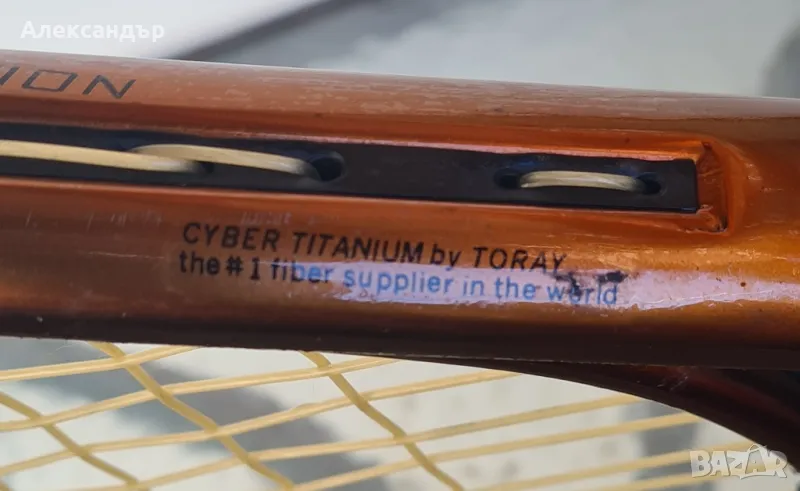 Александър
ION
CYBER TITANIUM by TORAY
the #1 fiber supplier in the world
BAZAR